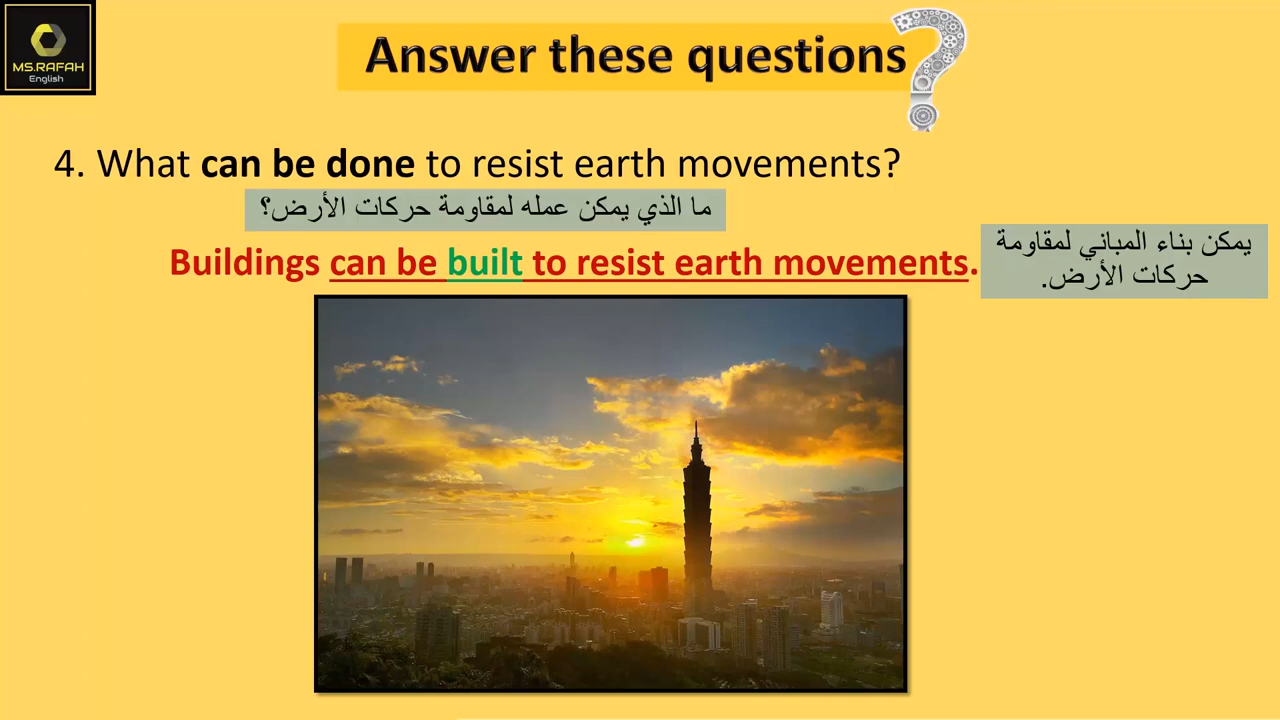 MS.RAFAH
English
Answer these questions
4. What can be done to resist earth movements?
ما الذي يمكن عمله لمقاومة حركات الأرض؟
Buildings can be built to resist earth movements.
يمكن بناء المباني لمقاومة
حركات الأرض.